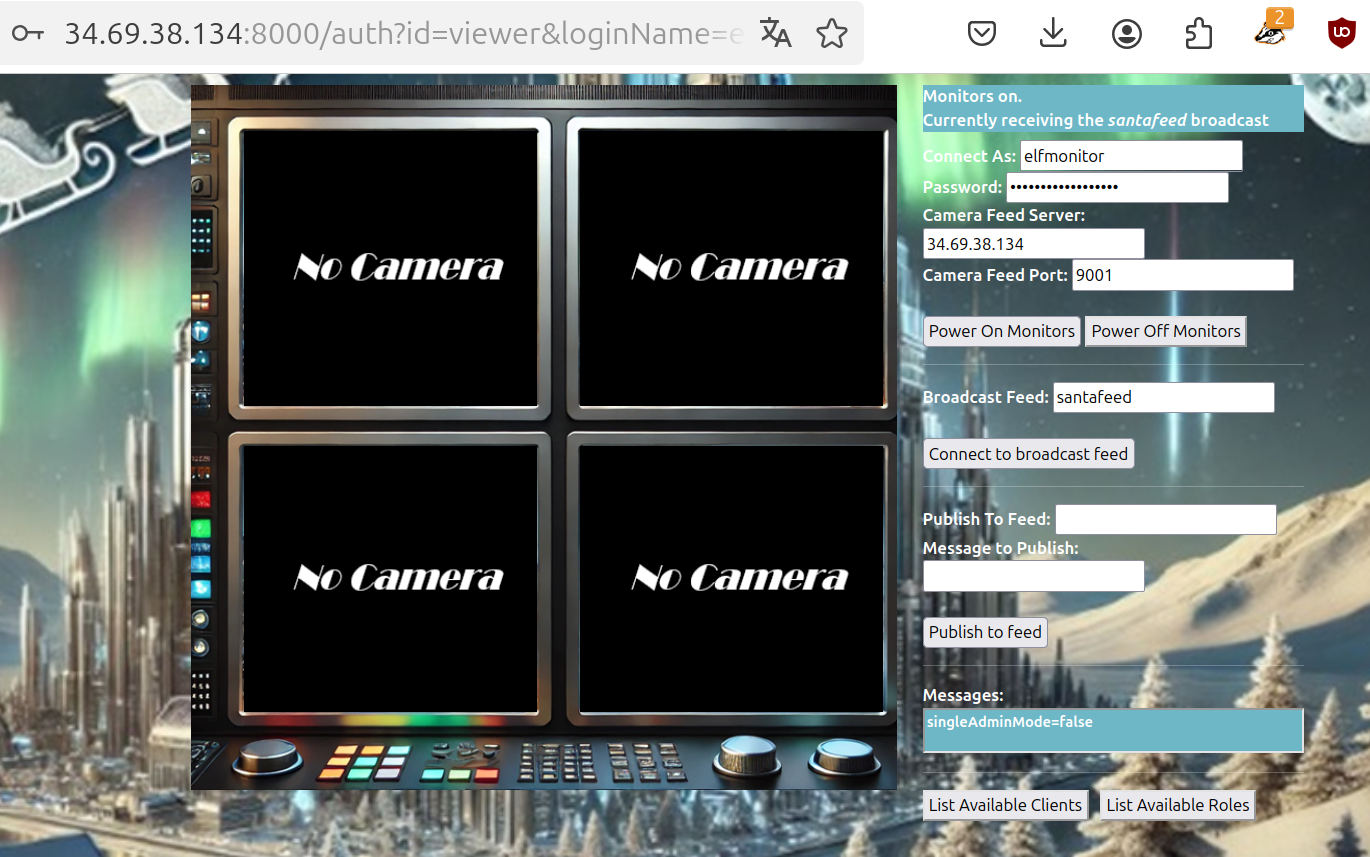 34.69.38.134:8000/auth?id=viewer&loginName=e
2
Monitors on.
Currently receiving the santafeed broadcast
Connect As: elfmonitor
Password: ••••••••••••••••••
Camera Feed Server:
34.69.38.134
Camera Feed Port: 9001
Power On Monitors Power Off Monitors
Broadcast Feed: santafeed
Connect to broadcast feed
Publish To Feed:
Message to Publish:
Publish to feed
Messages:
singleAdminMode=false
List Available Clients List Available Roles
No Camera No Camera
No Camera No Camera